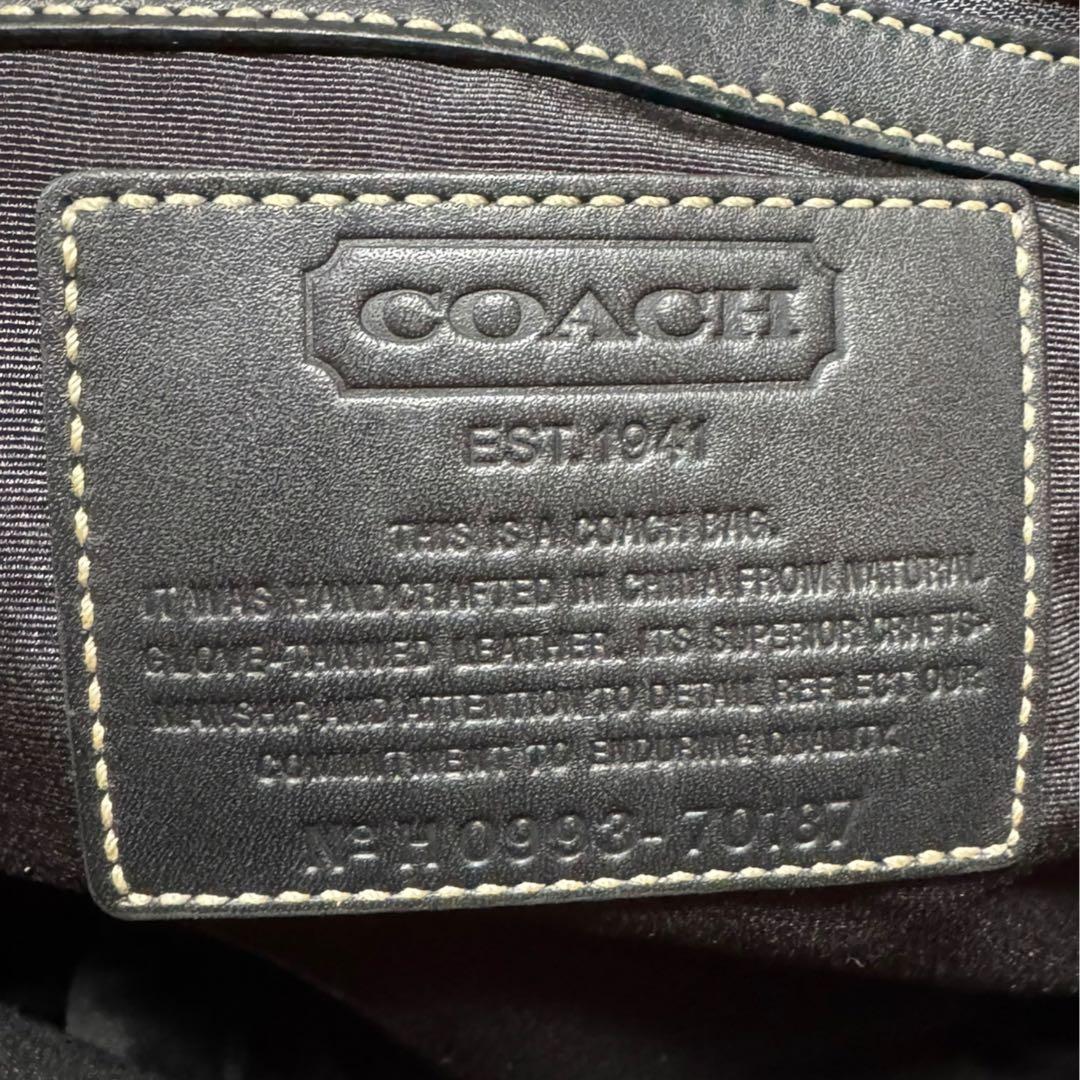 COACH
EST. 1941
THIS IS A COACH BAG.
IT WAS HANDCRAFTED IN CHINA FROM NATURAL
GLOVE-TANNED LEATHER. ITS SUPERIOR CRAFTS-
MANSHIP AND ATTENTION TO DETAIL REFLECT OUR
COMMITMENT TO ENDURING QUALITY.
Nº H0993-70187